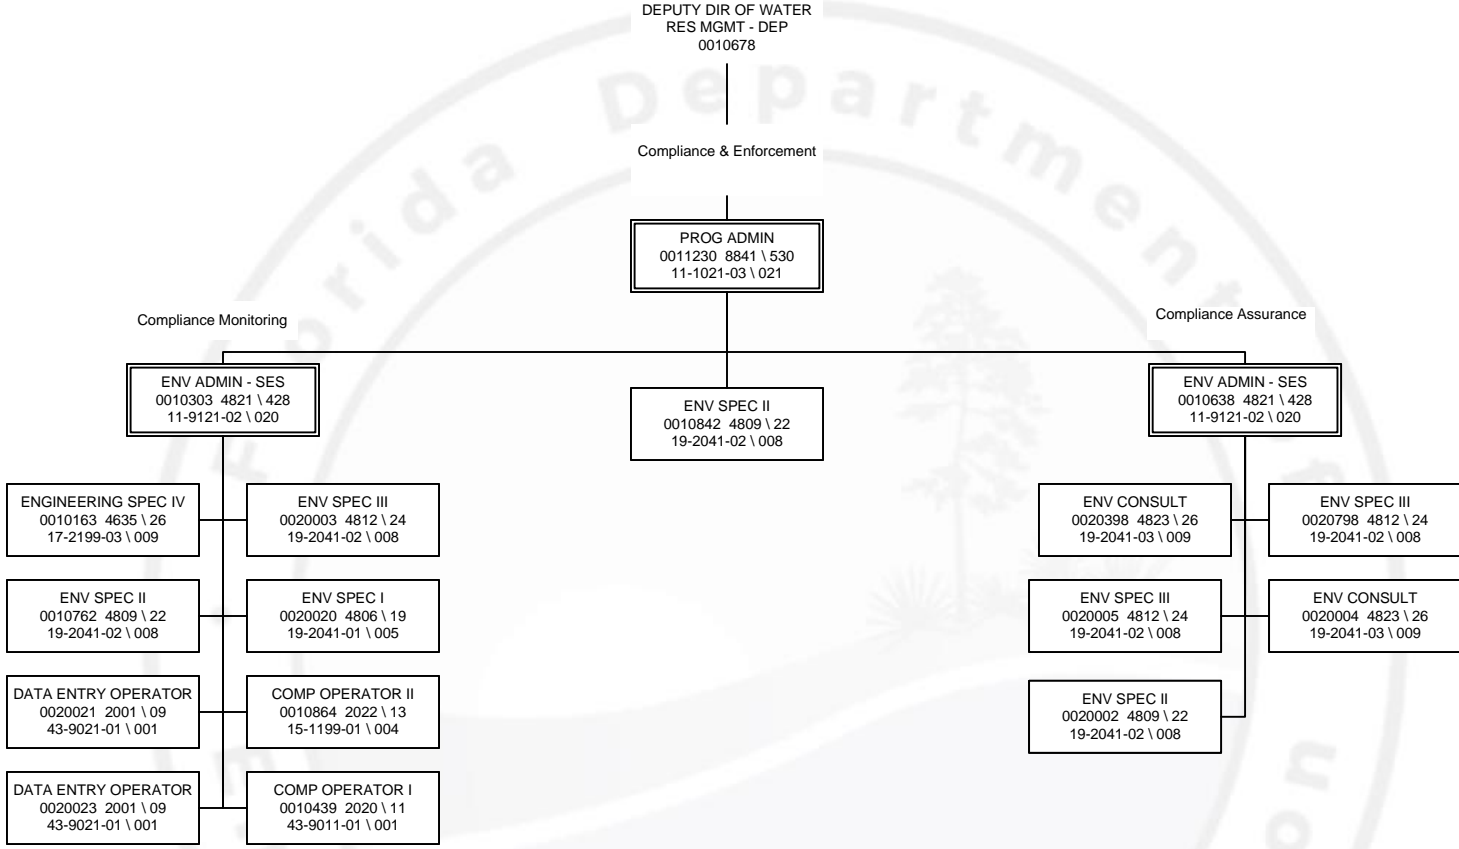 DEPUTY DIR OF WATER
RES MGMT - DEP
0010678
Compliance & Enforcement
PROG ADMIN
0011230 8841 \ 530
11-1021-03 \ 021
Compliance Monitoring
Compliance Assurance
ENV ADMIN - SES
0010303 4821 \ 428
11-9121-02 \ 020
ENV SPEC II
0010842 4809 \ 22
19-2041-02 \ 008
ENV ADMIN - SES
0010638 4821 \ 428
11-9121-02 \ 020
ENGINEERING SPEC IV
0010163 4635 \ 26
17-2199-03 \ 009
ENV SPEC III
0020003 4812 \ 24
19-2041-02 \ 008
ENV CONSULT
0020398 4823 \ 26
19-2041-03 \ 009
ENV SPEC III
0020798 4812 \ 24
19-2041-02 \ 008
ENV SPEC II
0010762 4809 \ 22
19-2041-02 \ 008
ENV SPEC I
0020020 4806 \ 19
19-2041-01 \ 005
ENV SPEC III
0020005 4812 \ 24
19-2041-02 \ 008
ENV CONSULT
0020004 4823 \ 26
19-2041-03 \ 009
DATA ENTRY OPERATOR
0020021 2001 \ 09
43-9021-01 \ 001
COMP OPERATOR II
0010864 2022 \ 13
15-1199-01 \ 004
ENV SPEC II
0020002 4809 \ 22
19-2041-02 \ 008
DATA ENTRY OPERATOR
0020023 2001 \ 09
43-9021-01 \ 001
COMP OPERATOR I
0010439 2020 \ 11
43-9011-01 \ 001
Florida Department of